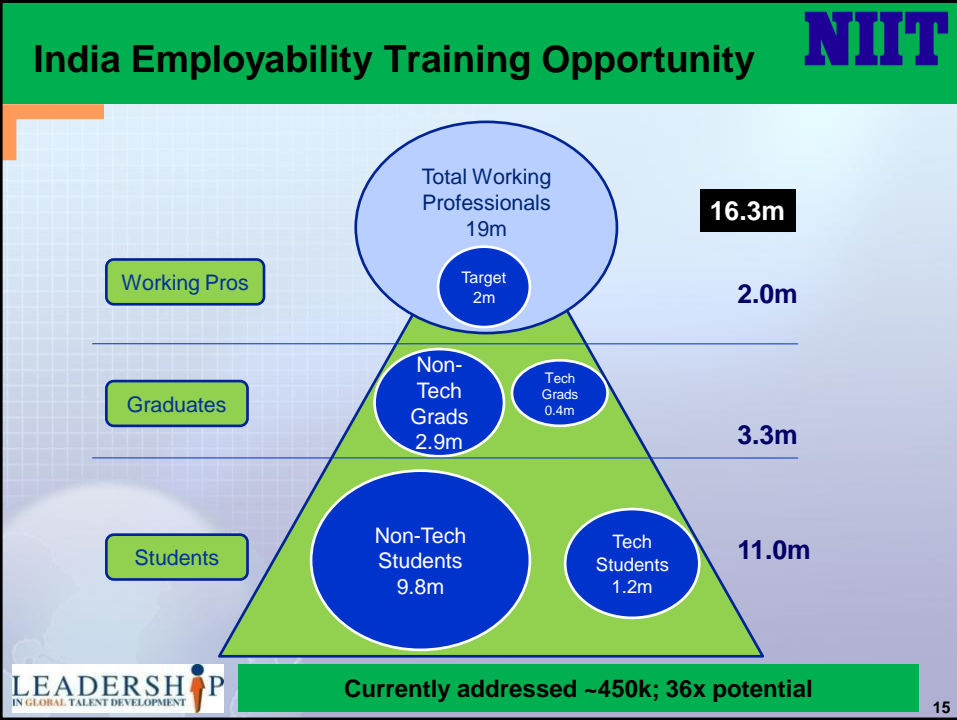 India Employability Training Opportunity
NIIT
Total Working
Professionals
19m
16.3m
Working Pros
Target
2m
2.0m
Non-
Tech
Grads
2.9m
Tech
Grads
0.4m
Graduates
3.3m
Non-Tech
Students
9.8m
Tech
Students
1.2m
Students
11.0m
LEADERSHIP
IN GLOBAL TALENT DEVELOPMENT
Currently addressed ~450k; 36x potential
15